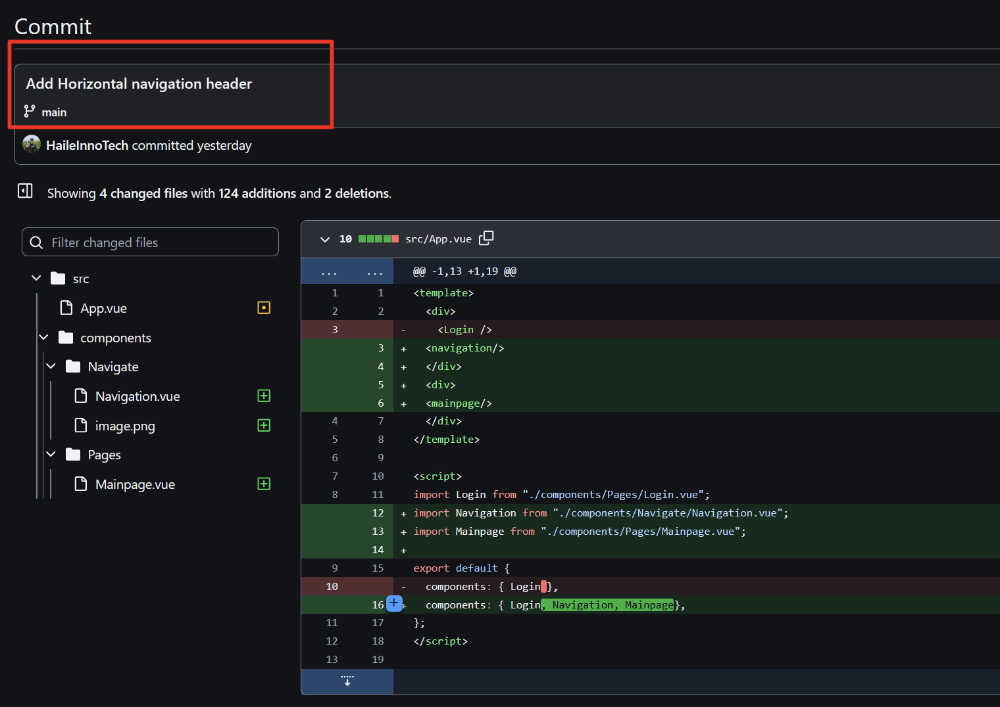 Commit
Add Horizontal navigation header
main
HaileInnoTech committed yesterday
Showing 4 changed files with 124 additions and 2 deletions.
Filter changed files
src
App.vue
components
Navigate
Navigation.vue
image.png
Pages
Mainpage.vue
10 src/App.vue
... ... @@ -1,13 +1,19 @@
1 1 <template>
2 2 <div>
3 - <Login />
3 + <navigation/>
4 + </div>
5 + <div>
6 + <mainpage/>
4 7 </div>
5 8 </template>
6 9
7 10 <script>
8 11 import Login from "./components/Pages/Login.vue";
12 + import Navigation from "./components/Navigate/Navigation.vue";
13 + import Mainpage from "./components/Pages/Mainpage.vue";
14 +
9 15 export default {
10 - components: { Login },
16 + components: { Login, Navigation, Mainpage},
11 17 };
12 18 </script>
13 19